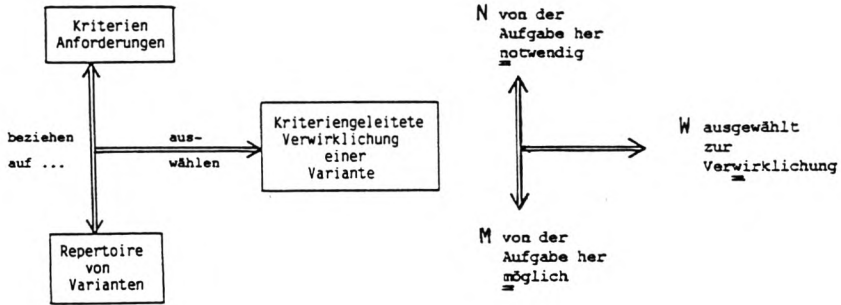 Kriterien
Anforderungen
beziehen
auf ...
aus-
wählen
Kriteriengeleitete
Verwirklichung
einer
Variante
Repertoire
von
Varianten
N von der
Aufgabe her
notwendig
W ausgewählt
zur
Verwirklichung
M von der
Aufgabe her
möglich